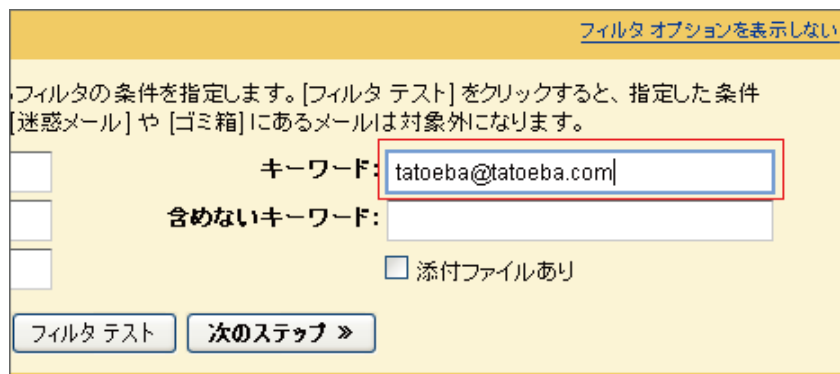 フィルタ オプションを表示しない
フィルタの条件を指定します。[フィルタ テスト] をクリックすると、指定した条件
[迷惑メール] や [ゴミ箱] にあるメールは対象外になります。
キーワード: tatoeba@tatoeba.com
含めないキーワード:
添付ファイルあり
フィルタ テスト 次のステップ »